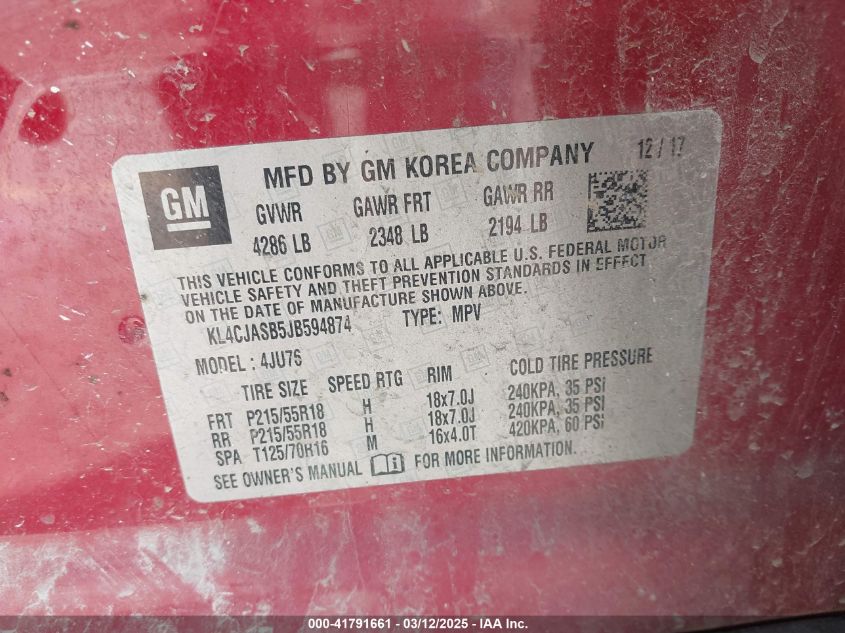 GM
MFD BY GM KOREA COMPANY 12/17
GVWR GAWR FRT GAWR RR
4286 LB 2348 LB 2194 LB
THIS VEHICLE CONFORMS TO ALL APPLICABLE U.S. FEDERAL MOTOR
VEHICLE SAFETY AND THEFT PREVENTION STANDARDS IN EFFECT
ON THE DATE OF MANUFACTURE SHOWN ABOVE.
KL4CJASB5JB594874 TYPE: MPV
MODEL: 4JU76
TIRE SIZE SPEED RTG RIM COLD TIRE PRESSURE
FRT P215/55R18 H 18x7.0J 240KPA, 35 PSI
RR P215/55R18 H 18x7.0J 240KPA, 35 PSI
SPA T125/70R16 M 16x4.0T 420KPA, 60 PSI
SEE OWNER'S MANUAL FOR MORE INFORMATION.
000-41791661 - 03/12/2025 - IAA Inc.